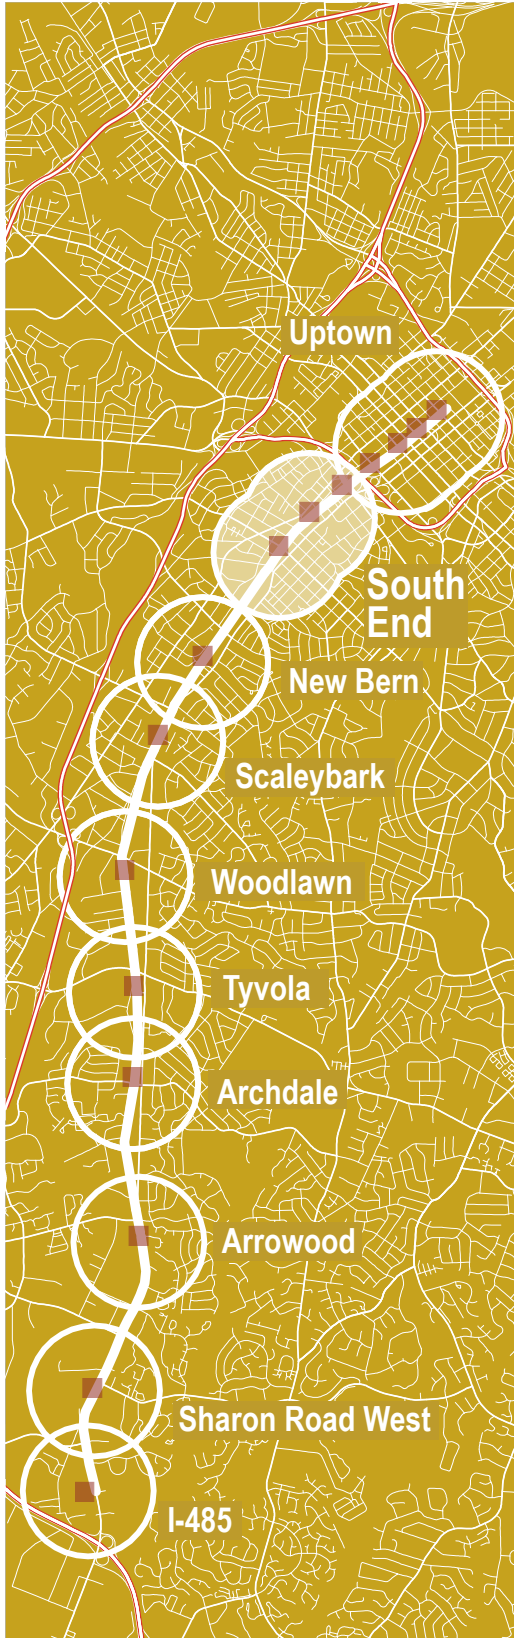 Uptown
South
End
New Bern
Scaleybark
Woodlawn
Tyvola
Archdale
Arrowood
Sharon Road West
I-485